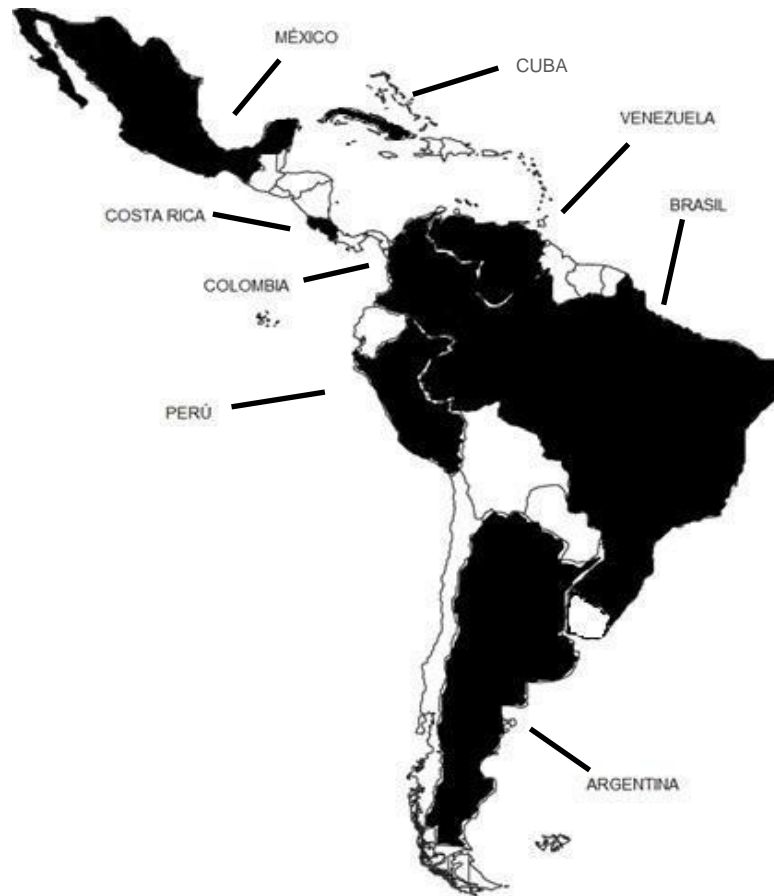 MÉXICO
CUBA
VENEZUELA
BRASIL
COSTA RICA
COLOMBIA
PERÚ
ARGENTINA